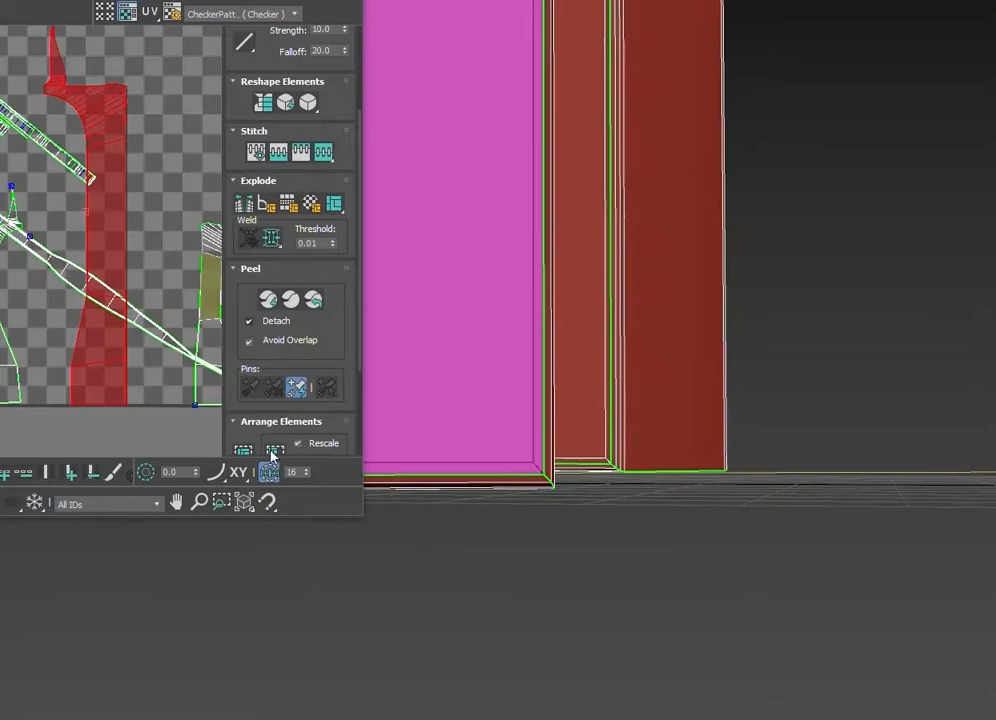 UV CheckerPatt...( Checker )
Strength: 10.0
Falloff: 20.0
Reshape Elements
Stitch
Explode
Weld
Threshold:
0.01
Peel
Detach
Avoid Overlap
Pins:
Arrange Elements
Rescale
0.0 XY 16
All IDs